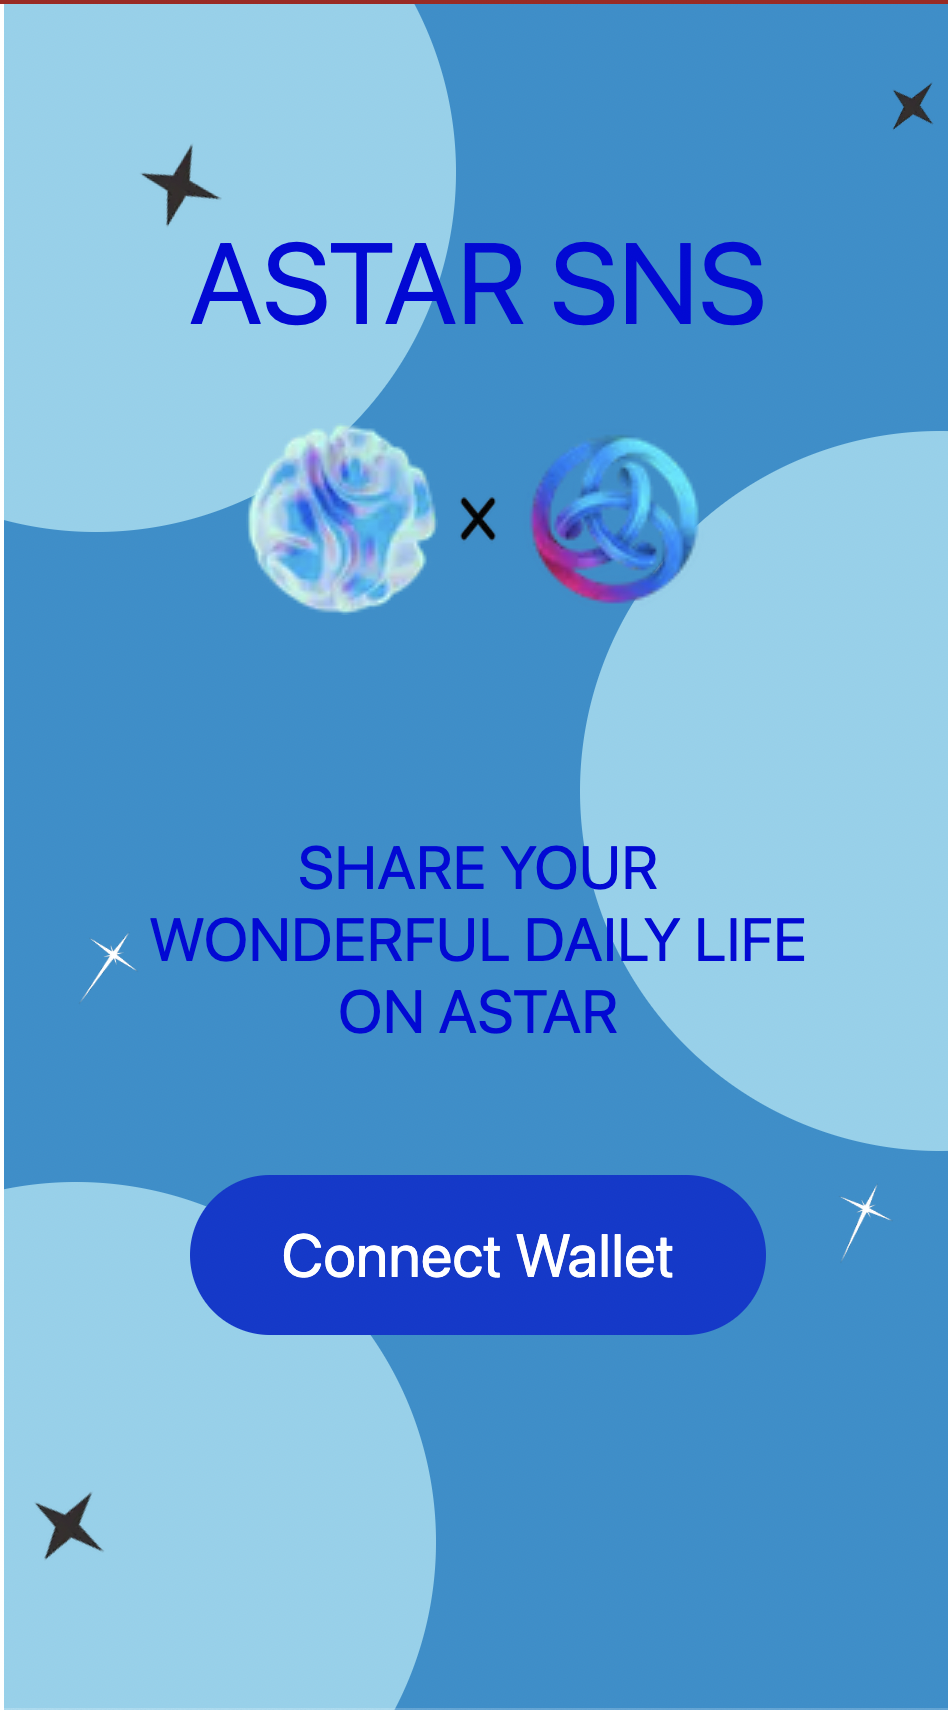 ASTAR SNS
x
SHARE YOUR
WONDERFUL DAILY LIFE
ON ASTAR
Connect Wallet